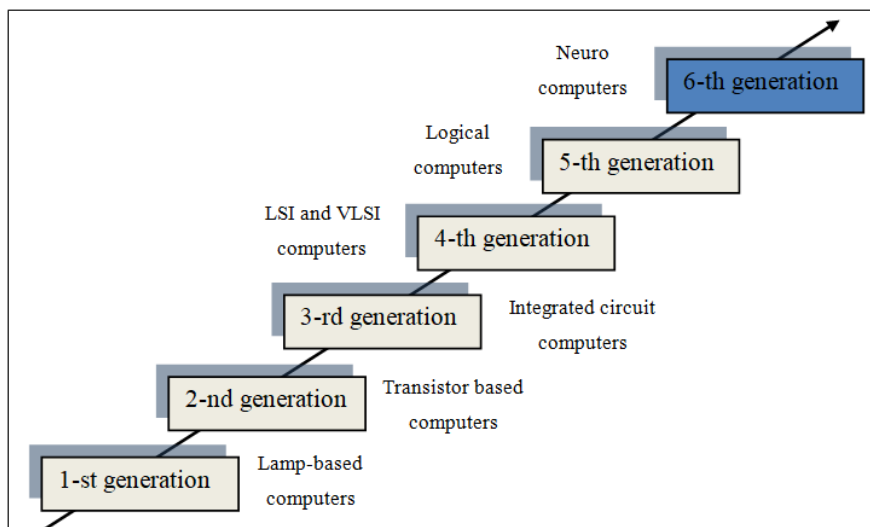 Neuro
computers
6-th generation
Logical
computers
5-th generation
LSI and VLSI
computers
4-th generation
3-rd generation
Integrated circuit
computers
2-nd generation
Transistor based
computers
1-st generation
Lamp-based
computers